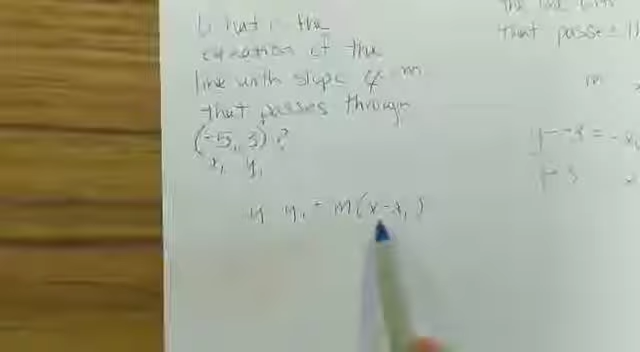 What is the
equation of the
line with slope 4 m
that passes through
(-5, 3)?
x₁ y₁
y y₁ = m(x-x₁)
that passes
m
y--3 =